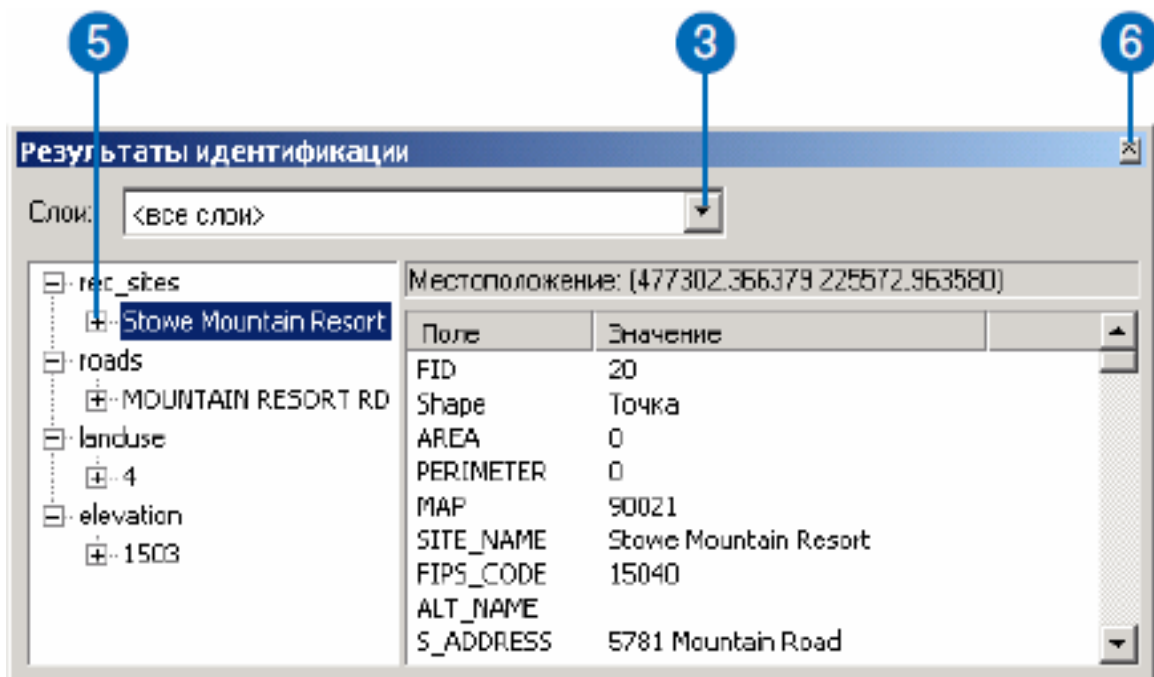 5 3 6
Результаты идентификации
Слои: <все слои>
rec_sites
Stowe Mountain Resort
roads
MOUNTAIN RESORT RD
landuse
4
elevation
1503
Местоположение: (477302.366379 225572.963580)
Поле Значение
FID 20
Shape Точка
AREA 0
PERIMETER 0
MAP 90021
SITE_NAME Stowe Mountain Resort
FIPS_CODE 15040
ALT_NAME
S_ADDRESS 5781 Mountain Road